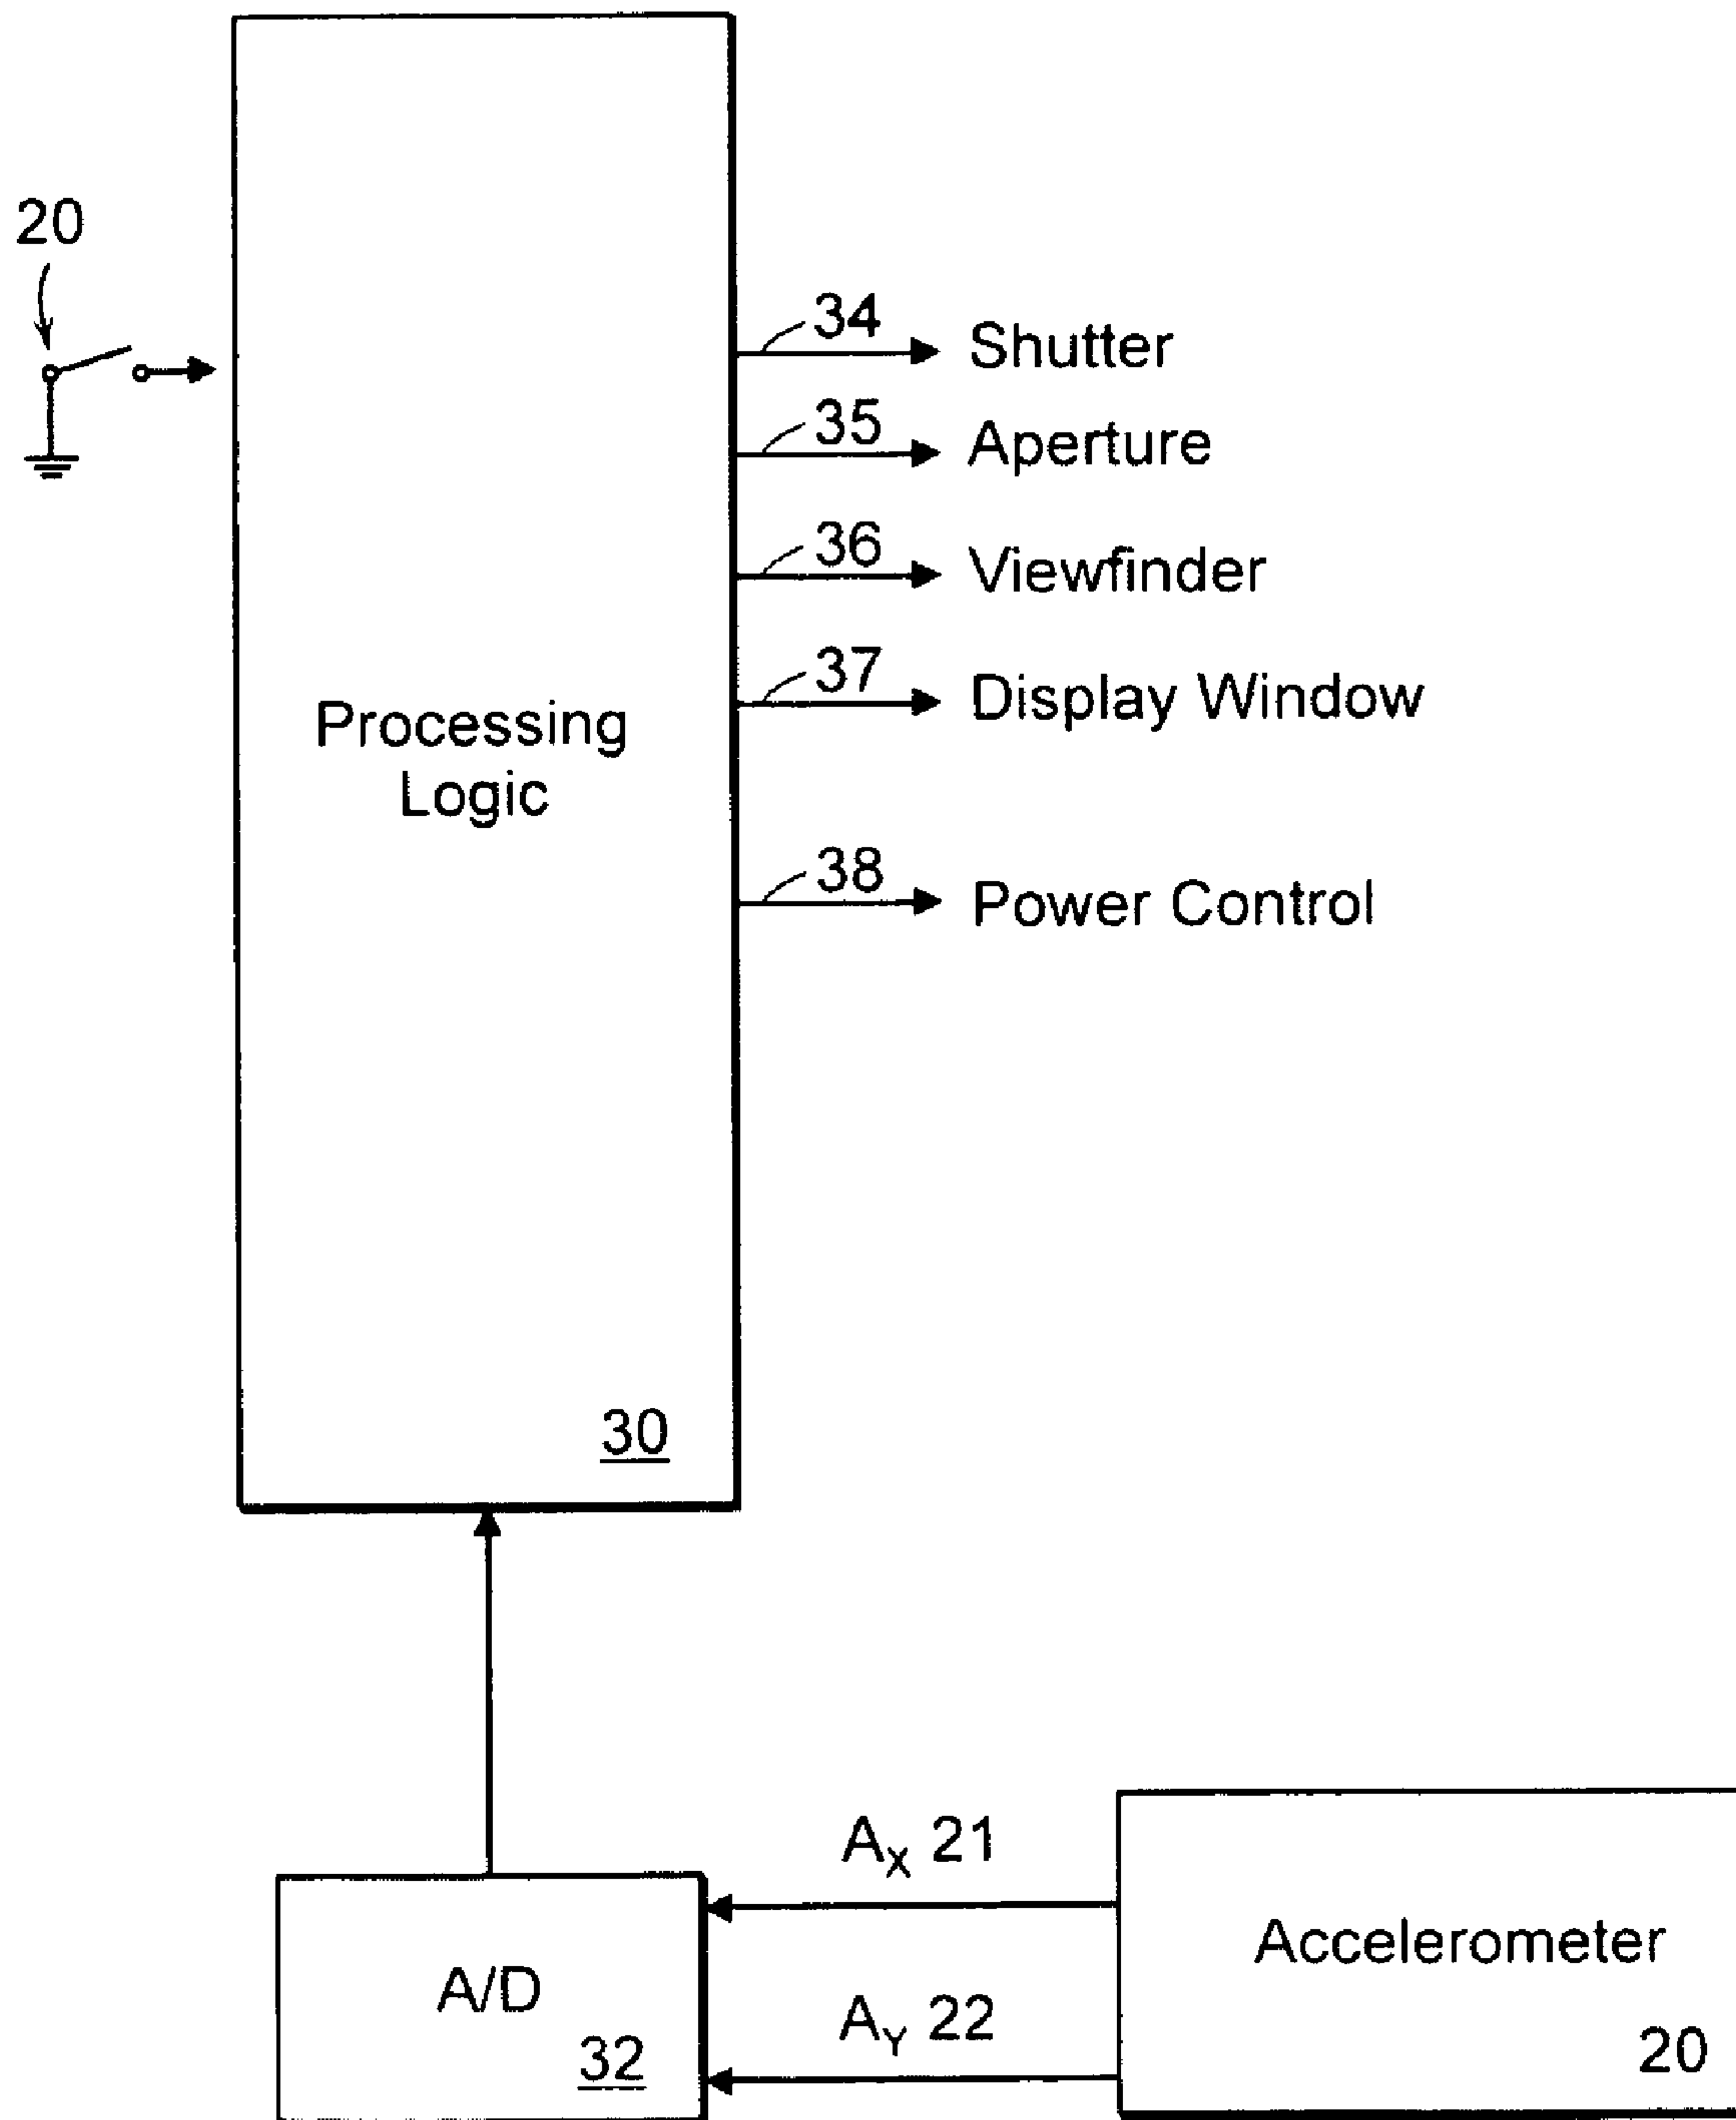 20
34
Shutter
35
Aperture
36
Viewfinder
37
Display Window
Processing
Logic
38
Power Control
30
Ax 21
Accelerometer
A/D
AY 22
32
20